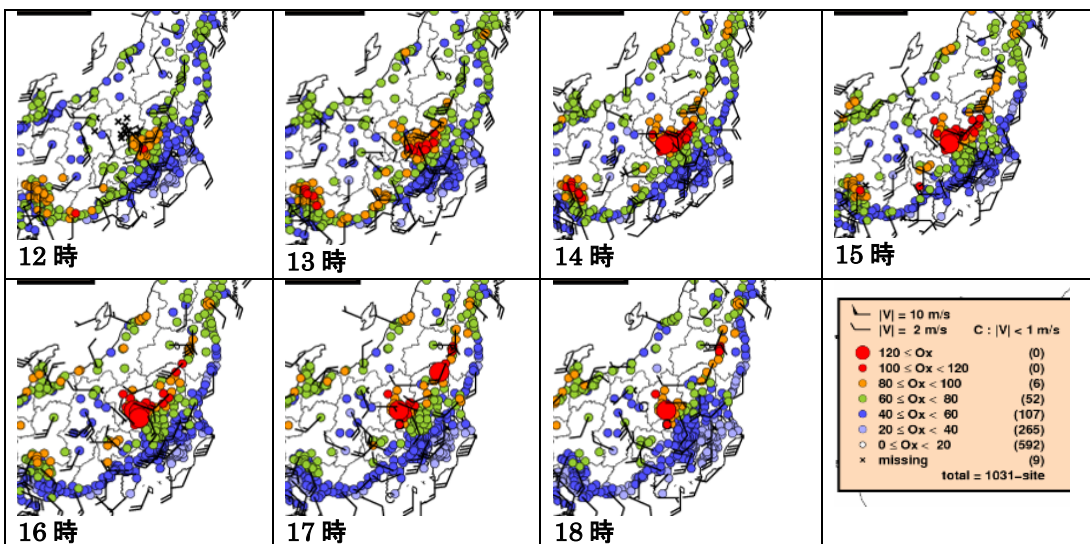 12 時
13 時
14 時
15 時
16 時
17 時
18 時
|V| = 10 m/s
|V| = 2 m/s C : |V| < 1 m/s
120 ≤ Ox (0)
100 ≤ Ox < 120 (0)
80 ≤ Ox < 100 (6)
60 ≤ Ox < 80 (52)
40 ≤ Ox < 60 (107)
20 ≤ Ox < 40 (265)
0 ≤ Ox < 20 (592)
× missing (9)
total = 1031−site